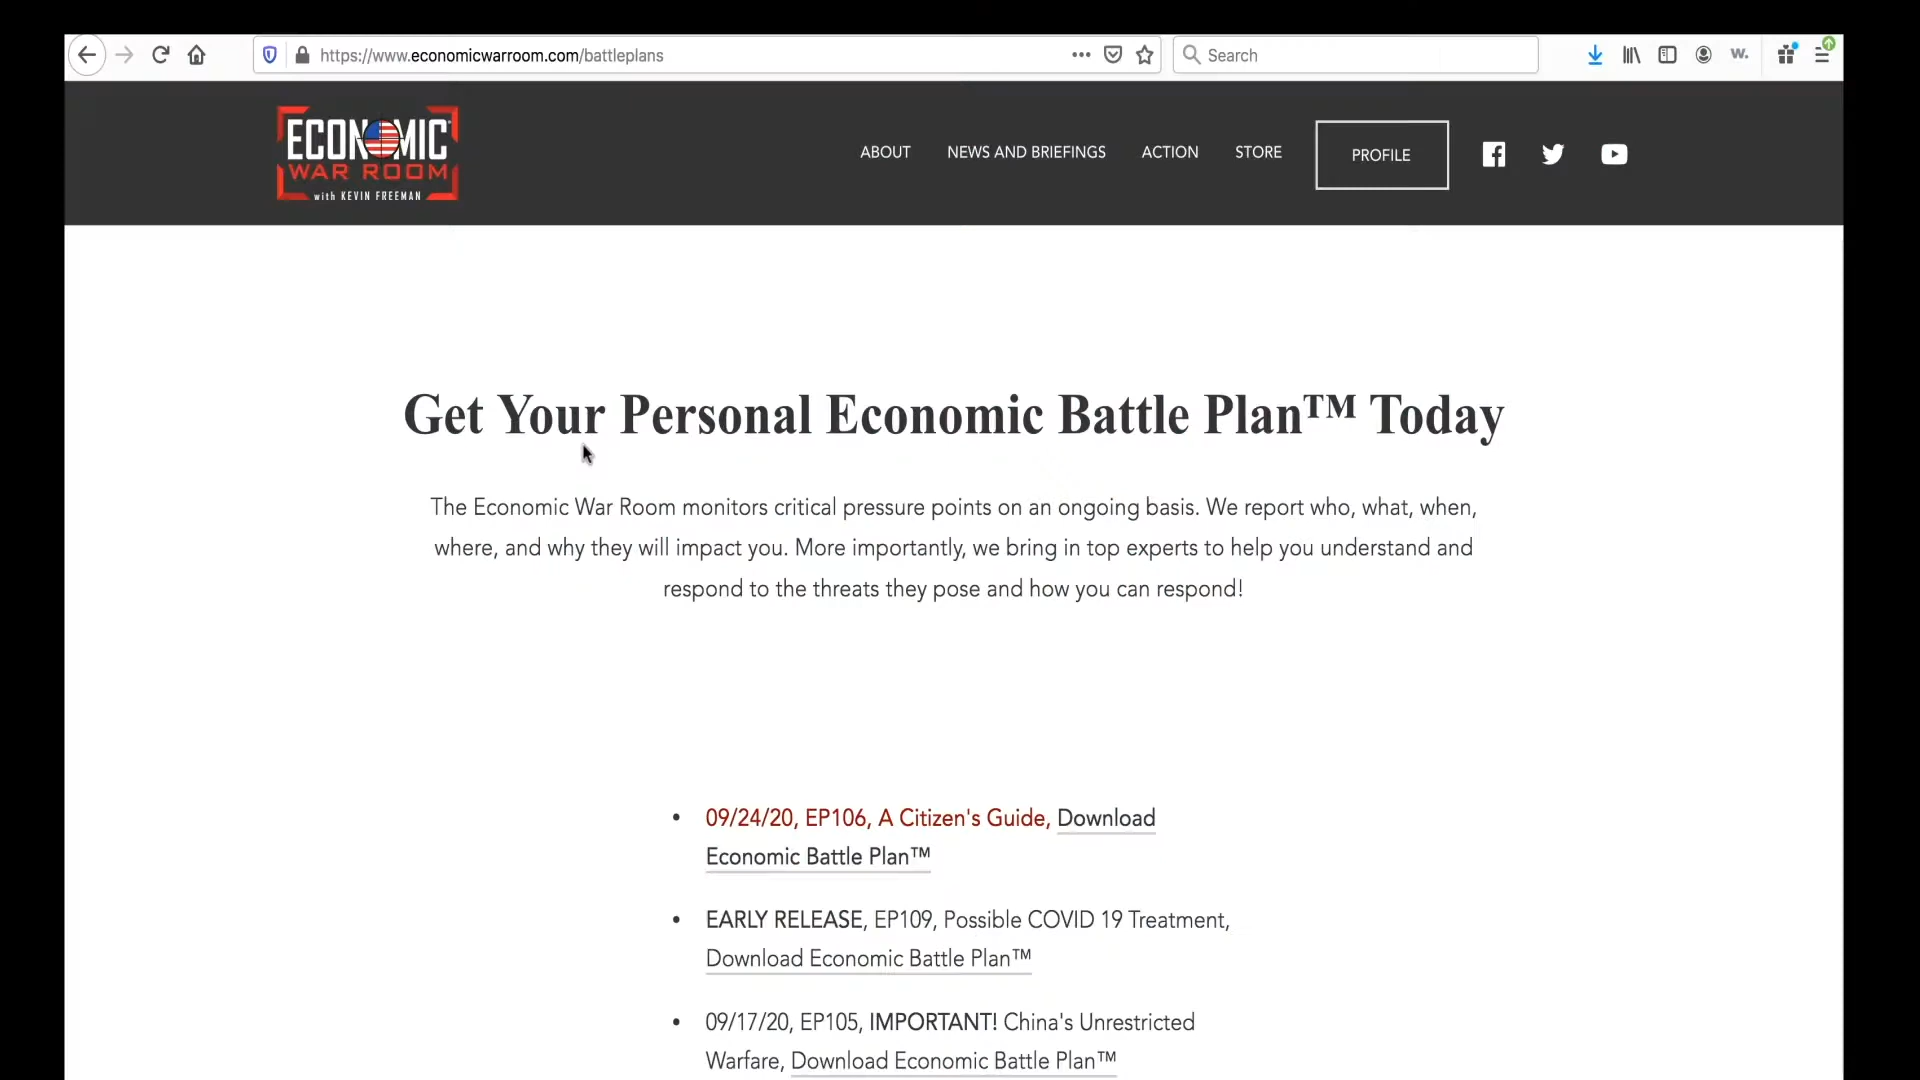 https://www.economicwarroom.com/battleplans
Search
w.
ECONOMIC
WAR ROOM
with KEVIN FREEMAN
ABOUT
NEWS AND BRIEFINGS
ACTION
STORE
PROFILE
Get Your Personal Economic Battle Plan™ Today
The Economic War Room monitors critical pressure points on an ongoing basis. We report who, what, when,
where, and why they will impact you. More importantly, we bring in top experts to help you understand and
respond to the threats they pose and how you can respond!
• 09/24/20, EP106, A Citizen's Guide, Download
Economic Battle Plan™
• EARLY RELEASE, EP109, Possible COVID 19 Treatment,
Download Economic Battle Plan™
• 09/17/20, EP105, IMPORTANT! China's Unrestricted
Warfare, Download Economic Battle Plan™